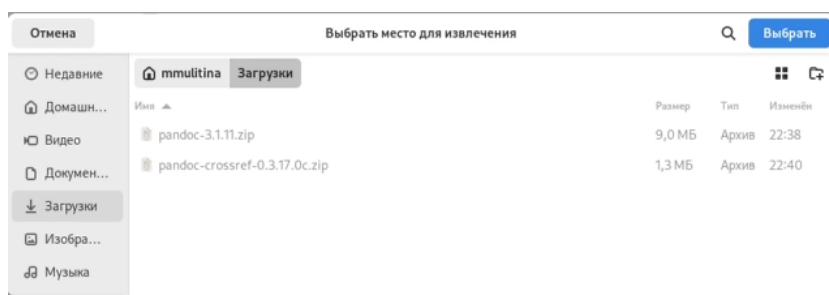 Отмена Выбрать место для извлечения Выбрать
Недавние mmulitina Загрузки
Домашн... Имя Размер Тип Изменён
pandoc-3.1.11.zip 9,0 МБ Архив 22:38
Видео
pandoc-crossref-0.3.17.0c.zip 1,3 МБ Архив 22:40
Докумен...
Загрузки
Изобра...
Музыка